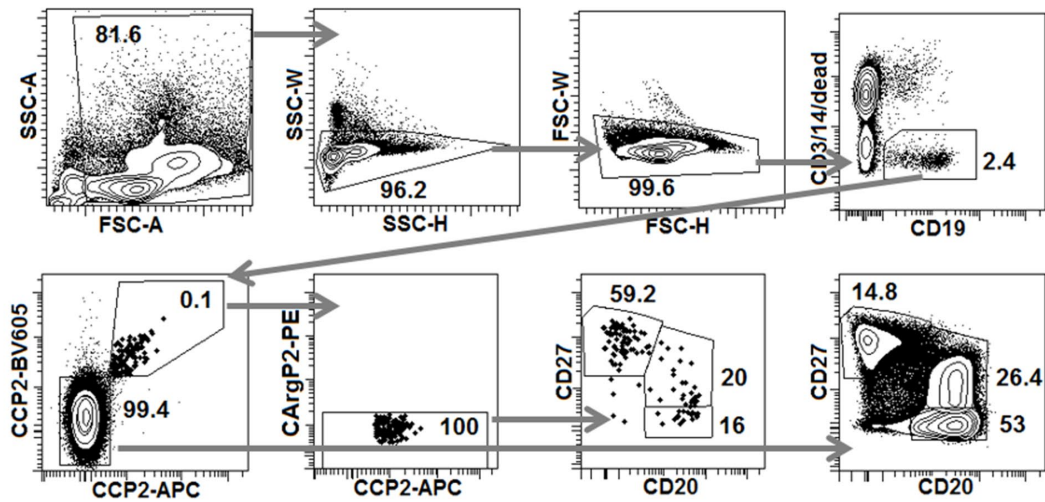 81.6
SSC-A
FSC-A
SSC-W
96.2
SSC-H
FSC-W
99.6
FSC-H
CD3/14/dead
2.4
CD19
CCP2-BV605
0.1
99.4
CCP2-APC
CArgP2-PE
100
CCP2-APC
59.2
CD27
20
16
CD20
14.8
CD27
26.4
53
CD20